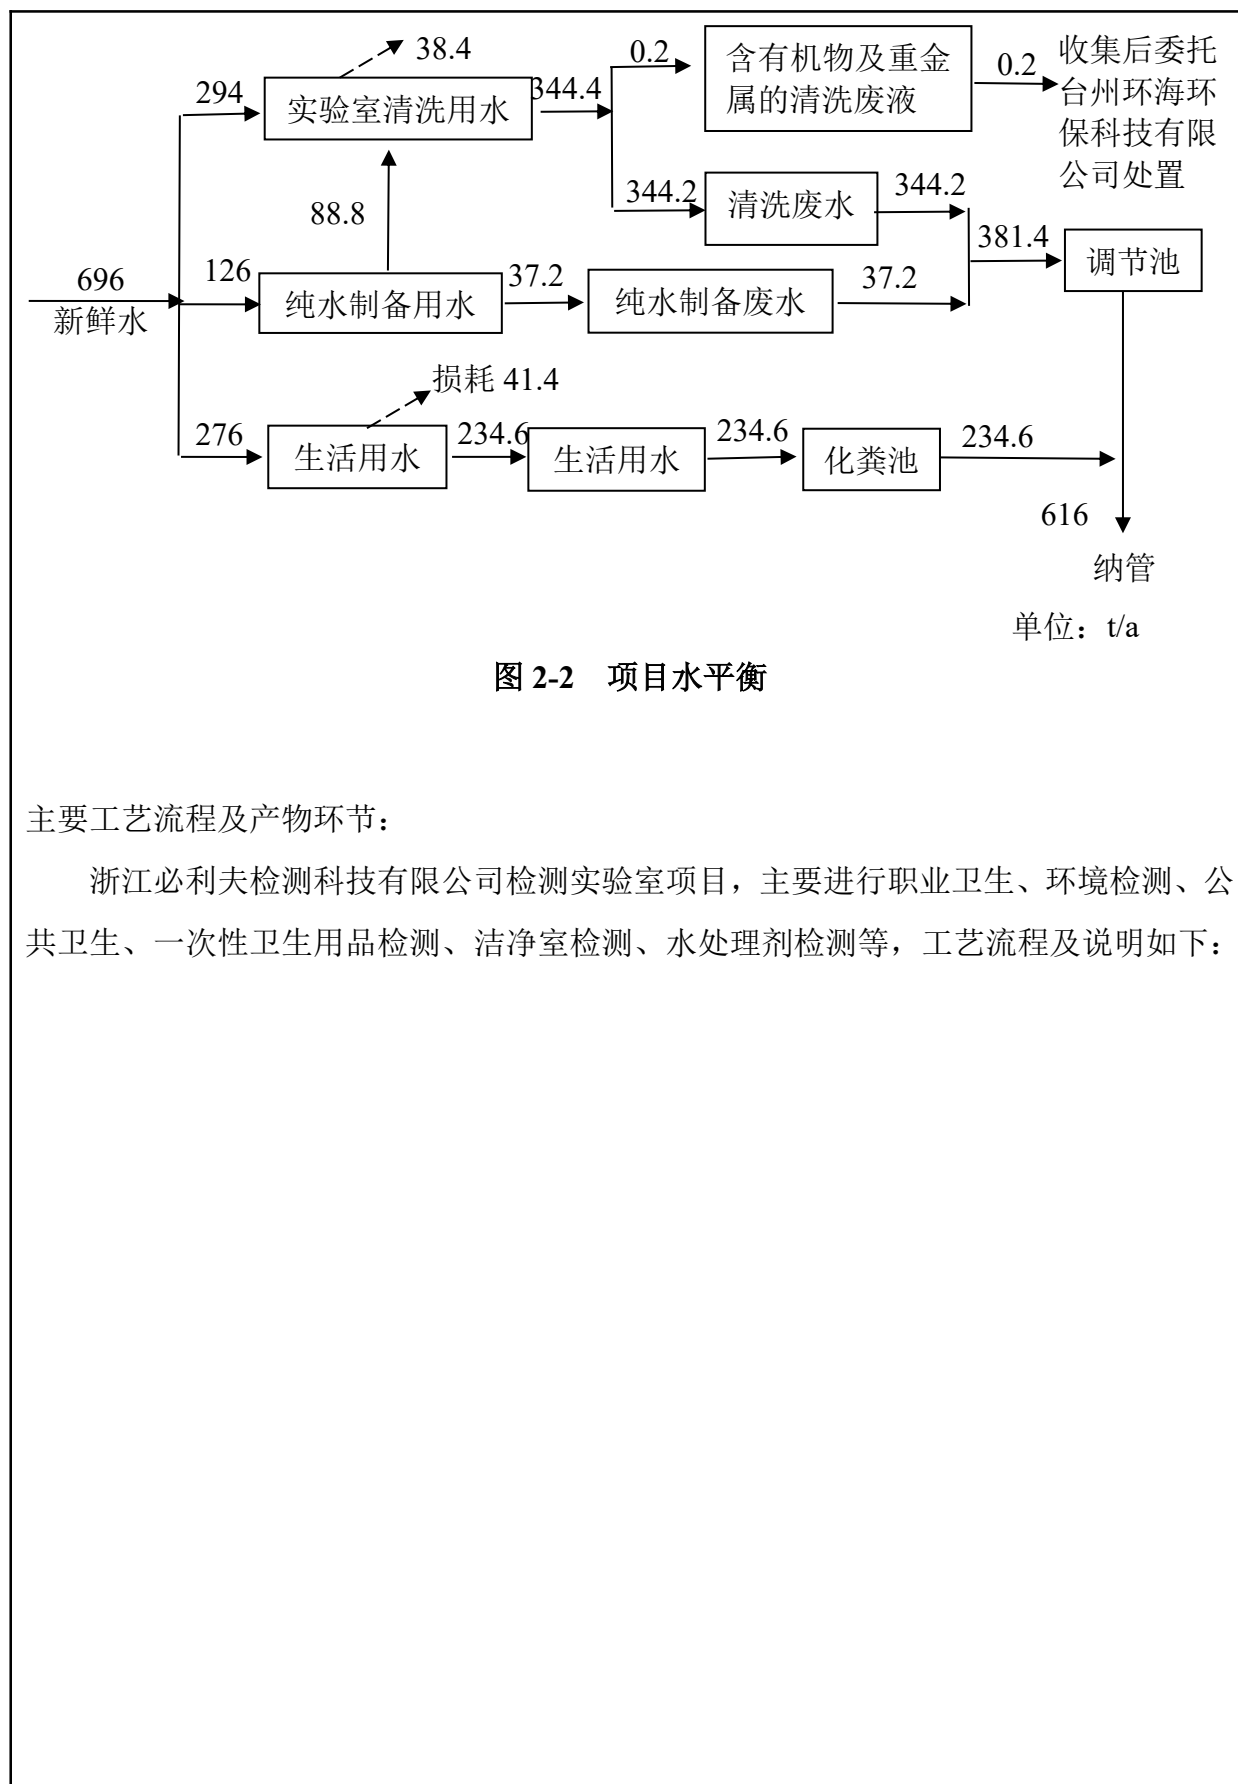 38.4
0.2
含有机物及重金
属的清洗废液
0.2
收集后委托
台州环海环
保科技有限
公司处置
294
实验室清洗用水
344.4
88.8
344.2
清洗废水
344.2
381.4
调节池
696
新鲜水
126
纯水制备用水
37.2
纯水制备废水
37.2
损耗 41.4
276
生活用水
234.6
生活用水
234.6
化粪池
234.6
616
纳管
单位：t/a
图 2-2 项目水平衡
主要工艺流程及产物环节：
浙江必利夫检测科技有限公司检测实验室项目，主要进行职业卫生、环境检测、公
共卫生、一次性卫生用品检测、洁净室检测、水处理剂检测等，工艺流程及说明如下：